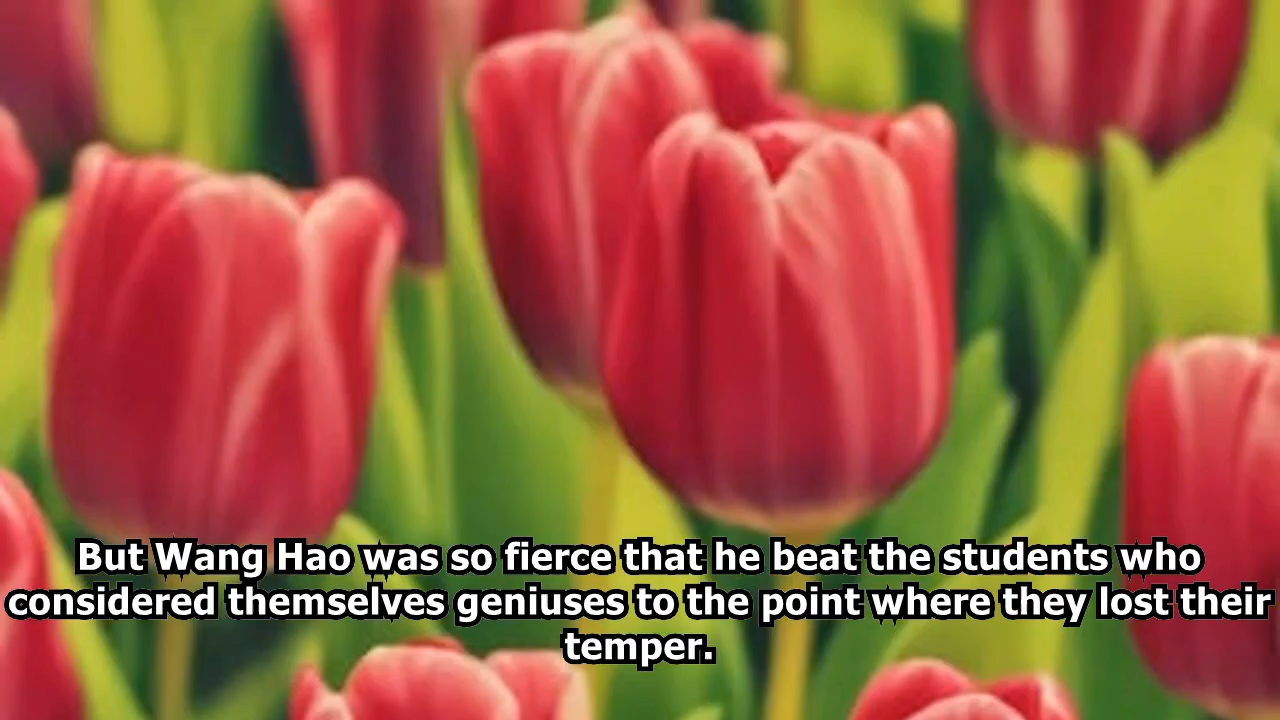 But Wang Hao was so fierce that he beat the students who
considered themselves geniuses to the point where they lost their
temper.